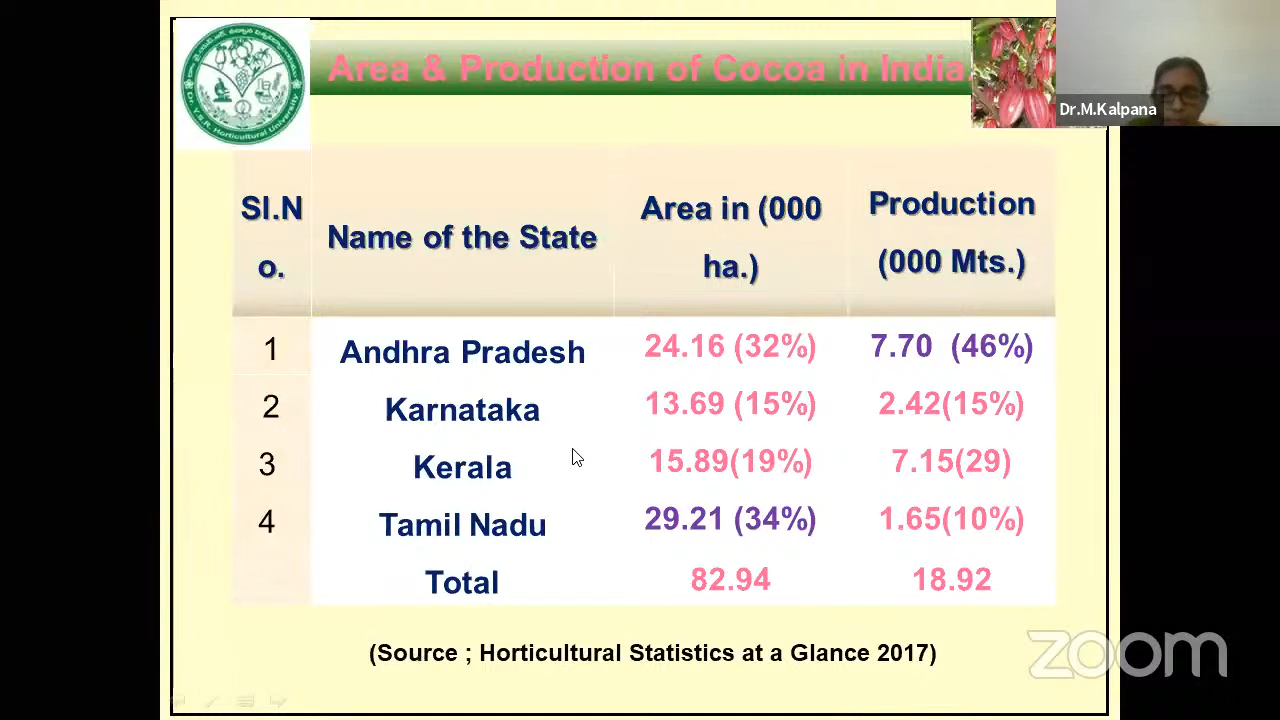 Area & Production of Cocoa in India.
Dr. Y.S.R. Horticultural University
Dr.M.Kalpana
Sl.N
o.
Name of the State
Area in (000
ha.)
Production
(000 Mts.)
1 Andhra Pradesh 24.16 (32%) 7.70 (46%)
2 Karnataka 13.69 (15%) 2.42(15%)
3 Kerala 15.89(19%) 7.15(29)
4 Tamil Nadu 29.21 (34%) 1.65(10%)
Total 82.94 18.92
(Source ; Horticultural Statistics at a Glance 2017)
zoom